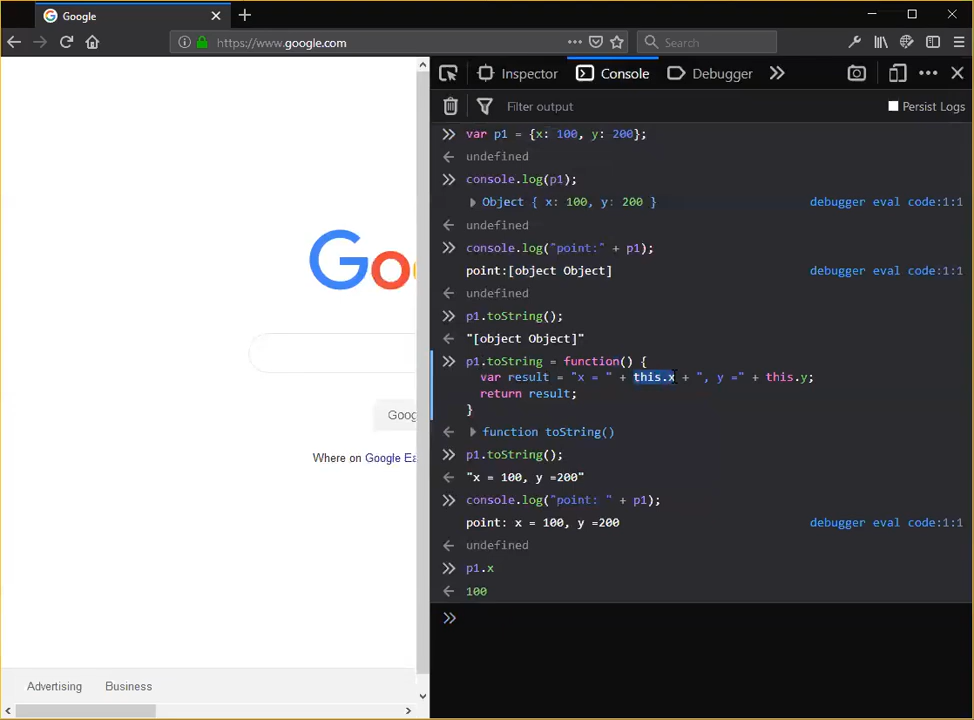 Google
https://www.google.com
Search
Inspector
Console
Debugger
Filter output
Persist Logs
var p1 = {x: 100, y: 200};
undefined
console.log(p1);
Object { x: 100, y: 200 }
debugger eval code:1:1
undefined
console.log("point:" + p1);
point:[object Object]
debugger eval code:1:1
undefined
p1.toString();
"[object Object]"
p1.toString = function() {
var result = "x = " + this.x + ", y =" + this.y;
return result;
}
function toString()
p1.toString();
"x = 100, y =200"
console.log("point: " + p1);
point: x = 100, y =200
debugger eval code:1:1
undefined
p1.x
100
Go
Goog
Where on Google Ea
Advertising
Business